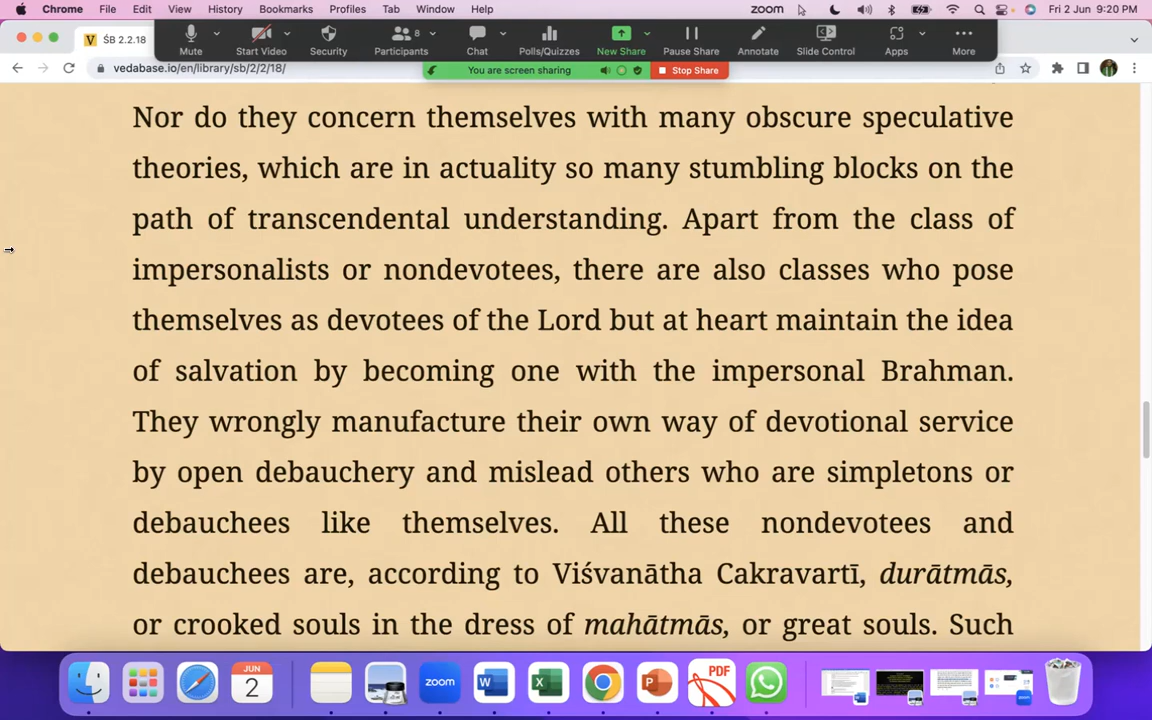 Chrome File Edit View History Bookmarks Profiles Tab Window Help zoom Fri 2 Jun 9:20 PM
V ŚB 2.2.18
Mute Start Video Security Participants 8 Chat Polls/Quizzes New Share Pause Share Annotate Slide Control Apps More
vedabase.io/en/library/sb/2/2/18/
You are screen sharing Stop Share
Nor do they concern themselves with many obscure speculative
theories, which are in actuality so many stumbling blocks on the
path of transcendental understanding. Apart from the class of
impersonalists or nondevotees, there are also classes who pose
themselves as devotees of the Lord but at heart maintain the idea
of salvation by becoming one with the impersonal Brahman.
They wrongly manufacture their own way of devotional service
by open debauchery and mislead others who are simpletons or
debauchees like themselves. All these nondevotees and
debauchees are, according to Viśvanātha Cakravartī, durātmās,
or crooked souls in the dress of mahātmās, or great souls. Such
JUN
2
zoom
W
X
P
PDF